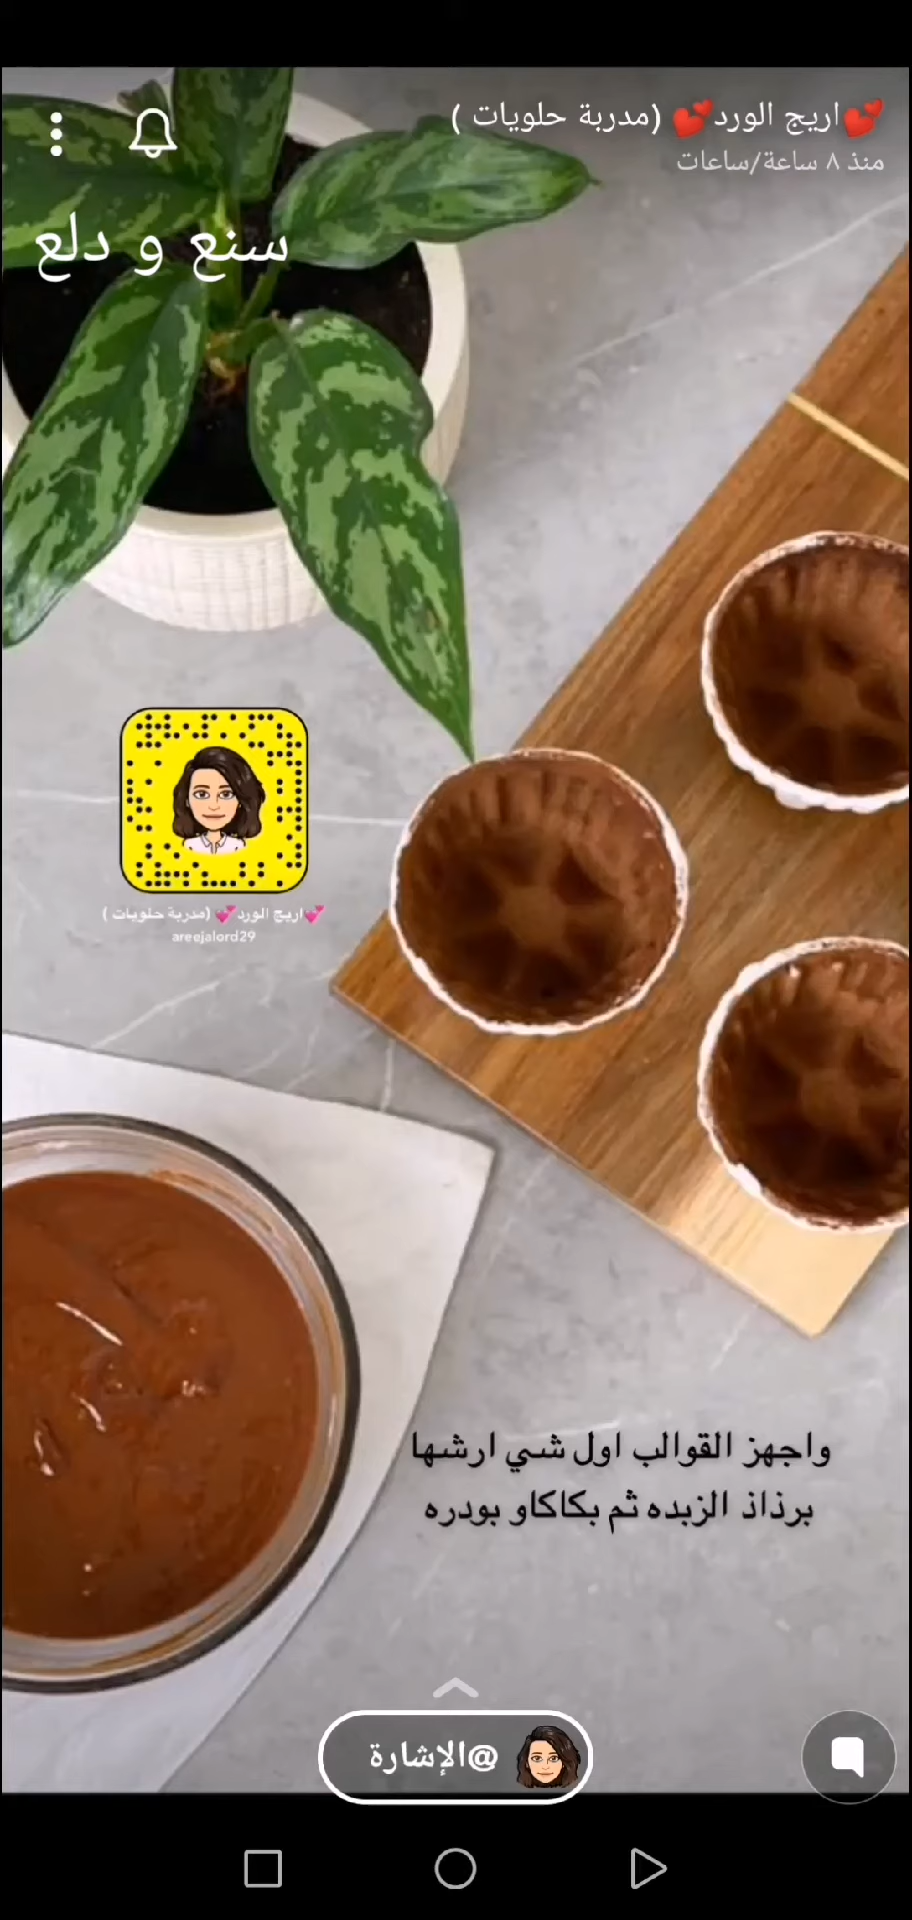 💕اريج الورد💕 (مدربة حلويات )
منذ ٨ ساعة/ساعات
سنع و دلع
💕اريج الورد💕 (مدربة حلويات )
areejalord29
واجهز القوالب اول شي ارشها
برذاذ الزبده ثم بكاكاو بودره
@الإشارة